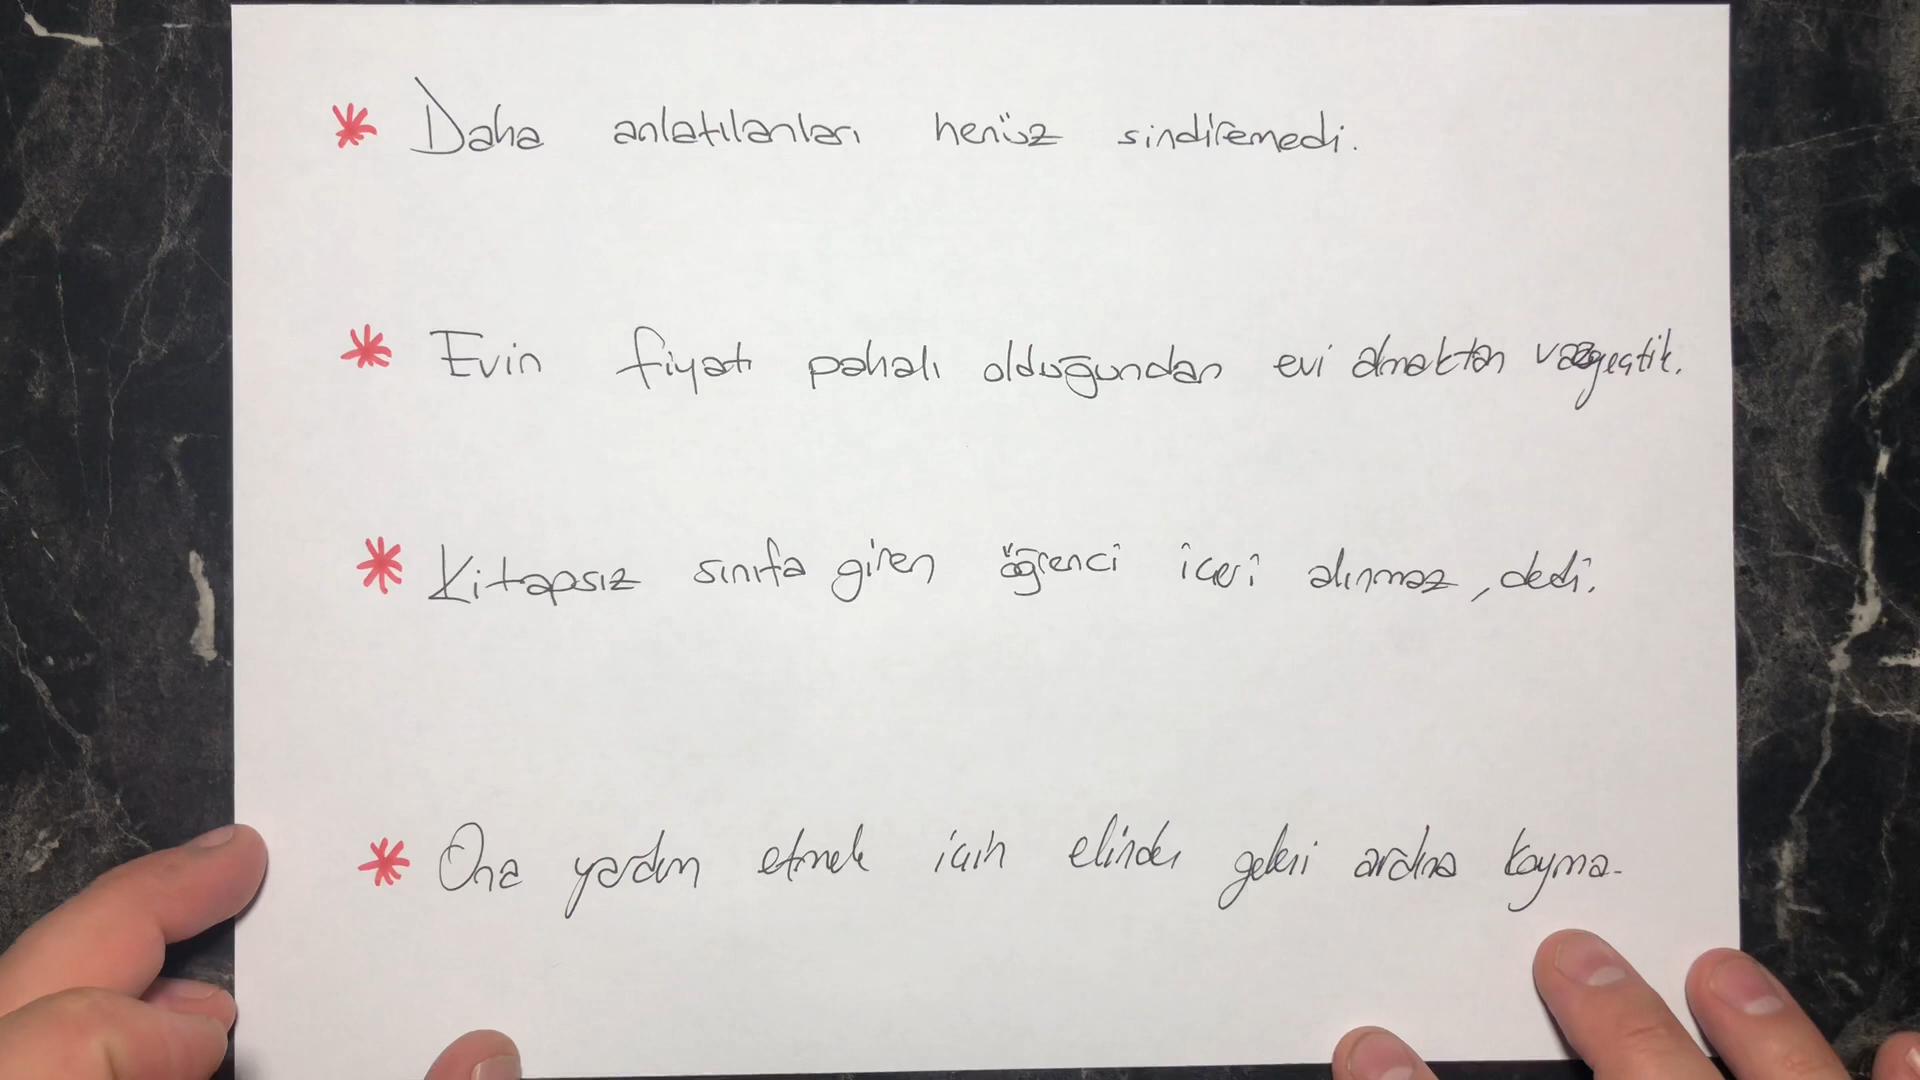 * Daha anlatılanları henüz sindiremedi.
* Evin fiyatı pahalı olduğundan evi almaktan vazgeçtik.
* Kitapsız sınıfa giren öğrenci içeri alınmaz, dedi.
* Ona yardım etmek için elinden geleni ardına koyma.